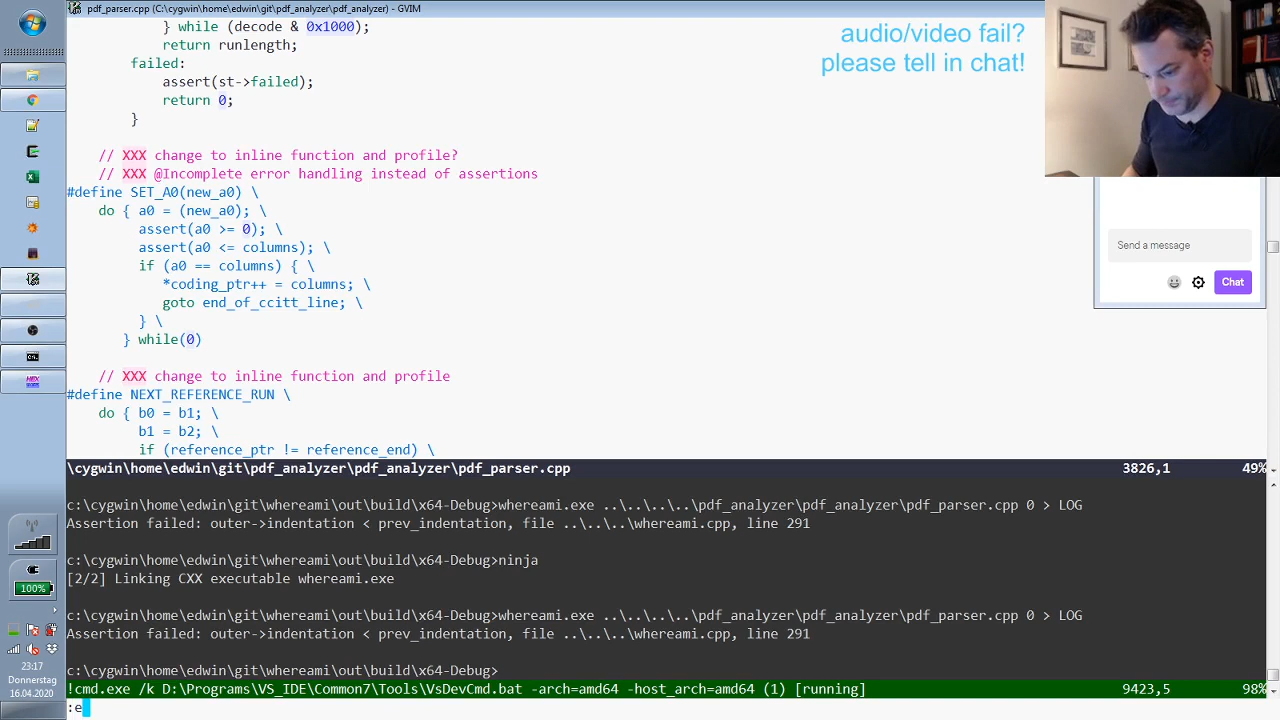 pdf_parser.cpp (C:\cygwin\home\edwin\git\pdf_analyzer\pdf_analyzer) - GVIM
} while (decode & 0x1000);
return runlength;
failed:
assert(st->failed);
return 0;
}
// XXX change to inline function and profile?
// XXX @Incomplete error handling instead of assertions
#define SET_A0(new_a0) \
do { a0 = (new_a0); \
assert(a0 >= 0); \
assert(a0 <= columns); \
if (a0 == columns) { \
*coding_ptr++ = columns; \
goto end_of_ccitt_line; \
} \
} while(0)
// XXX change to inline function and profile
#define NEXT_REFERENCE_RUN \
do { b0 = b1; \
b1 = b2; \
if (reference_ptr != reference_end) \
\cygwin\home\edwin\git\pdf_analyzer\pdf_analyzer\pdf_parser.cpp 3826,1 49%
c:\cygwin\home\edwin\git\whereami\out\build\x64-Debug>whereami.exe ..\..\..\..\pdf_analyzer\pdf_analyzer\pdf_parser.cpp 0 > LOG
Assertion failed: outer->indentation < prev_indentation, file ..\..\..\whereami.cpp, line 291
c:\cygwin\home\edwin\git\whereami\out\build\x64-Debug>ninja
[2/2] Linking CXX executable whereami.exe
c:\cygwin\home\edwin\git\whereami\out\build\x64-Debug>whereami.exe ..\..\..\..\pdf_analyzer\pdf_analyzer\pdf_parser.cpp 0 > LOG
Assertion failed: outer->indentation < prev_indentation, file ..\..\..\whereami.cpp, line 291
c:\cygwin\home\edwin\git\whereami\out\build\x64-Debug>
!cmd.exe /k D:\Programs\VS_IDE\Common7\Tools\VsDevCmd.bat -arch=amd64 -host_arch=amd64 (1) [running] 9423,5 98%
:e
audio/video fail?
please tell in chat!
Send a message
Chat
HEX
100%
23:17
Donnerstag
16.04.2020